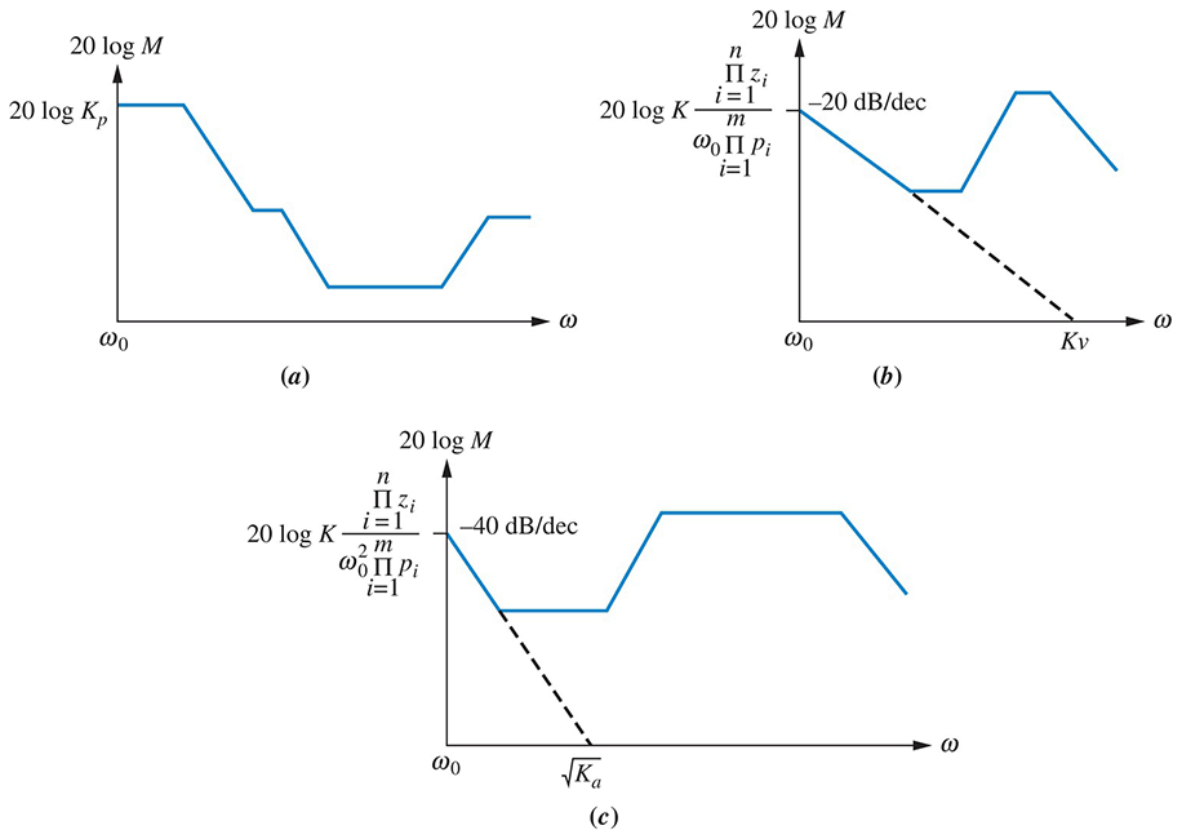 20 log M
20 log K_p
ω_0
ω
(a)
20 log M
n
Π z_i
i=1
20 log K
m
ω_0 Π p_i
i=1
–20 dB/dec
ω_0
Kv
ω
(b)
20 log M
n
Π z_i
i=1
20 log K
m
ω_0^2 Π p_i
i=1
–40 dB/dec
ω_0
√K_a
ω
(c)